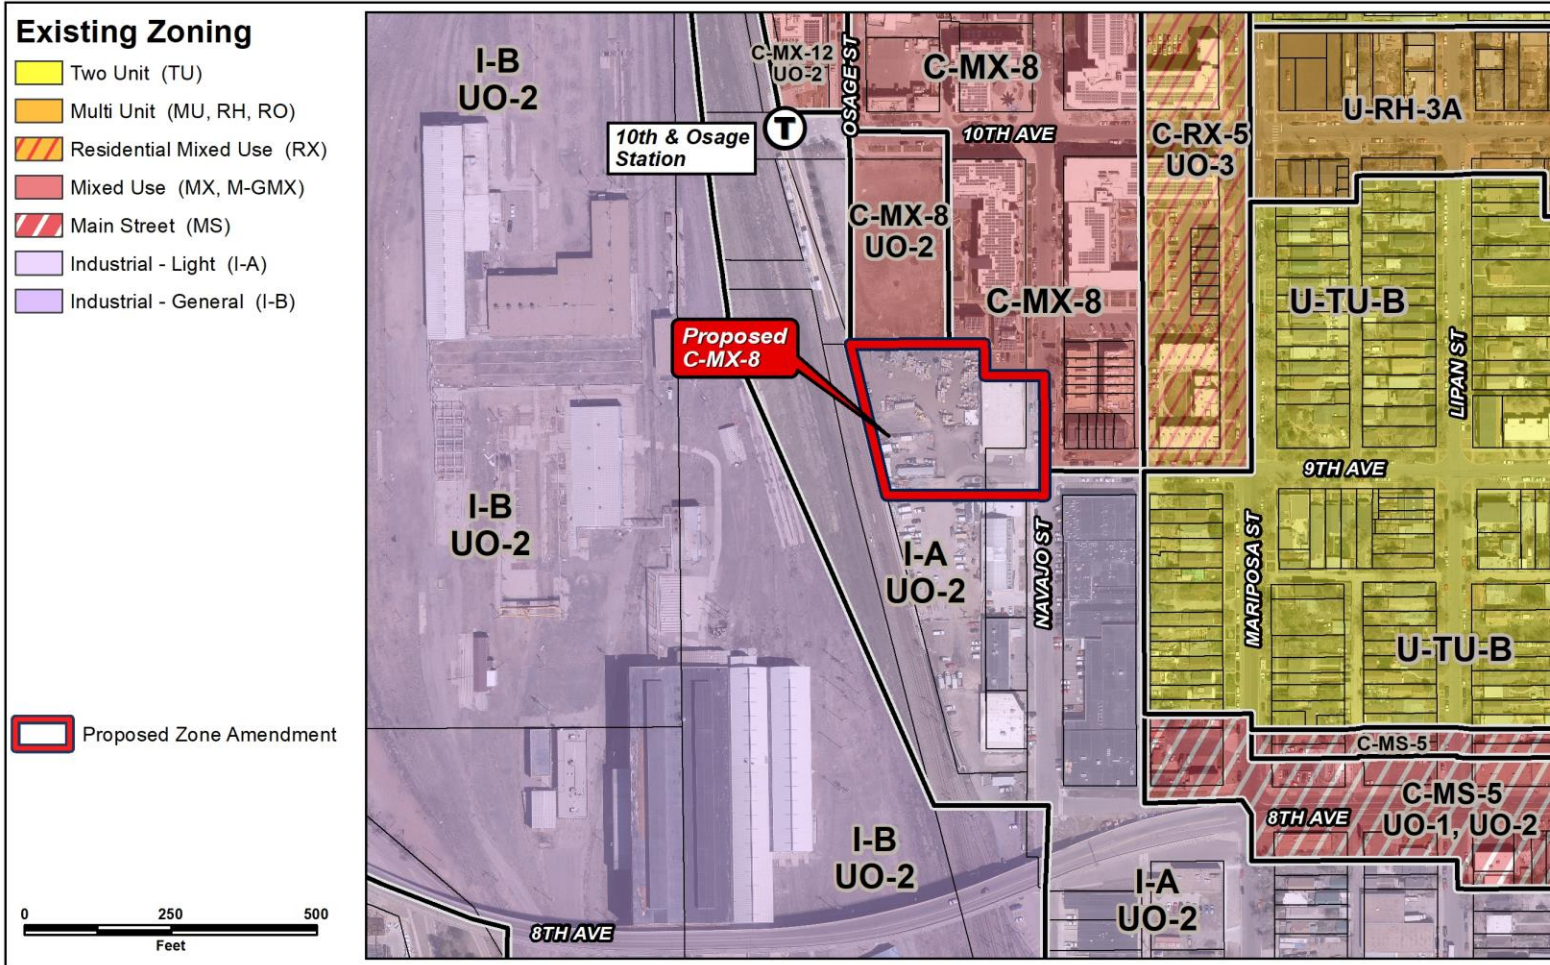 Existing Zoning
Two Unit (TU)
Multi Unit (MU, RH, RO)
Residential Mixed Use (RX)
Mixed Use (MX, M-GMX)
Main Street (MS)
Industrial - Light (I-A)
Industrial - General (I-B)
Proposed Zone Amendment
0 250 500
Feet
I-B
UO-2
C-MX-12
UO-2
OSAGE ST
C-MX-8
T
10th & Osage
Station
10TH AVE
C-RX-5
UO-3
U-RH-3A
C-MX-8
UO-2
C-MX-8
U-TU-B
LIPAN ST
Proposed
C-MX-8
9TH AVE
I-B
UO-2
I-A
UO-2
NAVAJO ST
MARIPOSA ST
U-TU-B
C-MS-5
C-MS-5
UO-1, UO-2
8TH AVE
I-B
UO-2
I-A
UO-2
8TH AVE